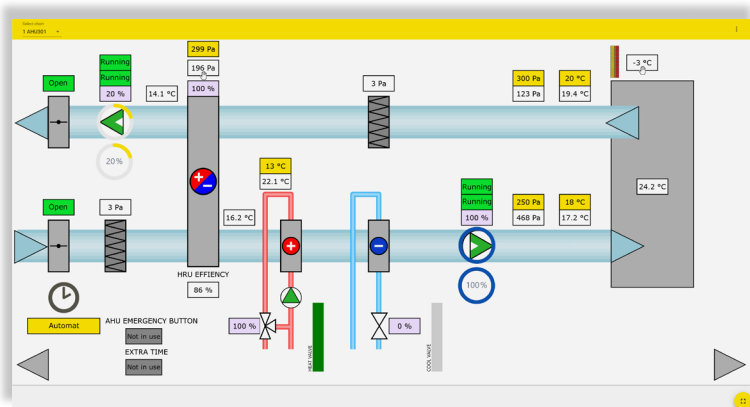 Select object
1 AHU301
299 Pa
196 Pa
100 %
-3 °C
Running
Running
20 %
Open
14.1 °C
3 Pa
300 Pa
20 °C
123 Pa
19.4 °C
20%
13 °C
22.1 °C
24.2 °C
Running
Running
100 %
Open
3 Pa
16.2 °C
250 Pa
18 °C
468 Pa
17.2 °C
HRU EFFIENCY
86 %
100%
AHU EMERGENCY BUTTON
Automat
Not in use
100 %
0 %
EXTRA TIME
Not in use
HEAT VALVE
COOL VALVE